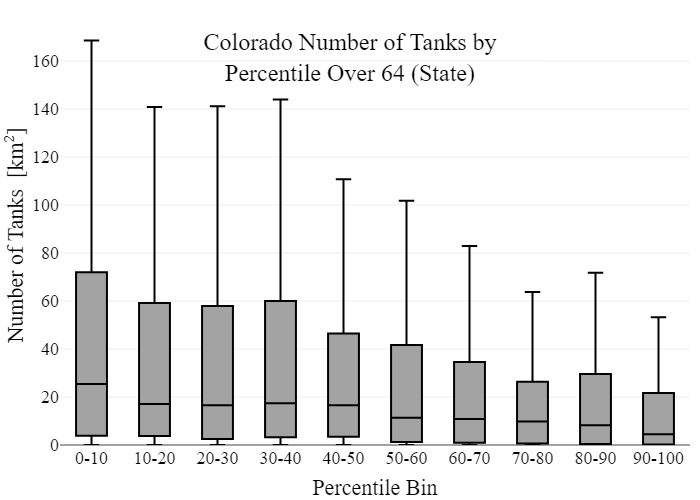 Colorado Number of Tanks by
Percentile Over 64 (State)
Number of Tanks [km²]
160
140
120
100
80
60
40
20
0
0-10 10-20 20-30 30-40 40-50 50-60 60-70 70-80 80-90 90-100
Percentile Bin